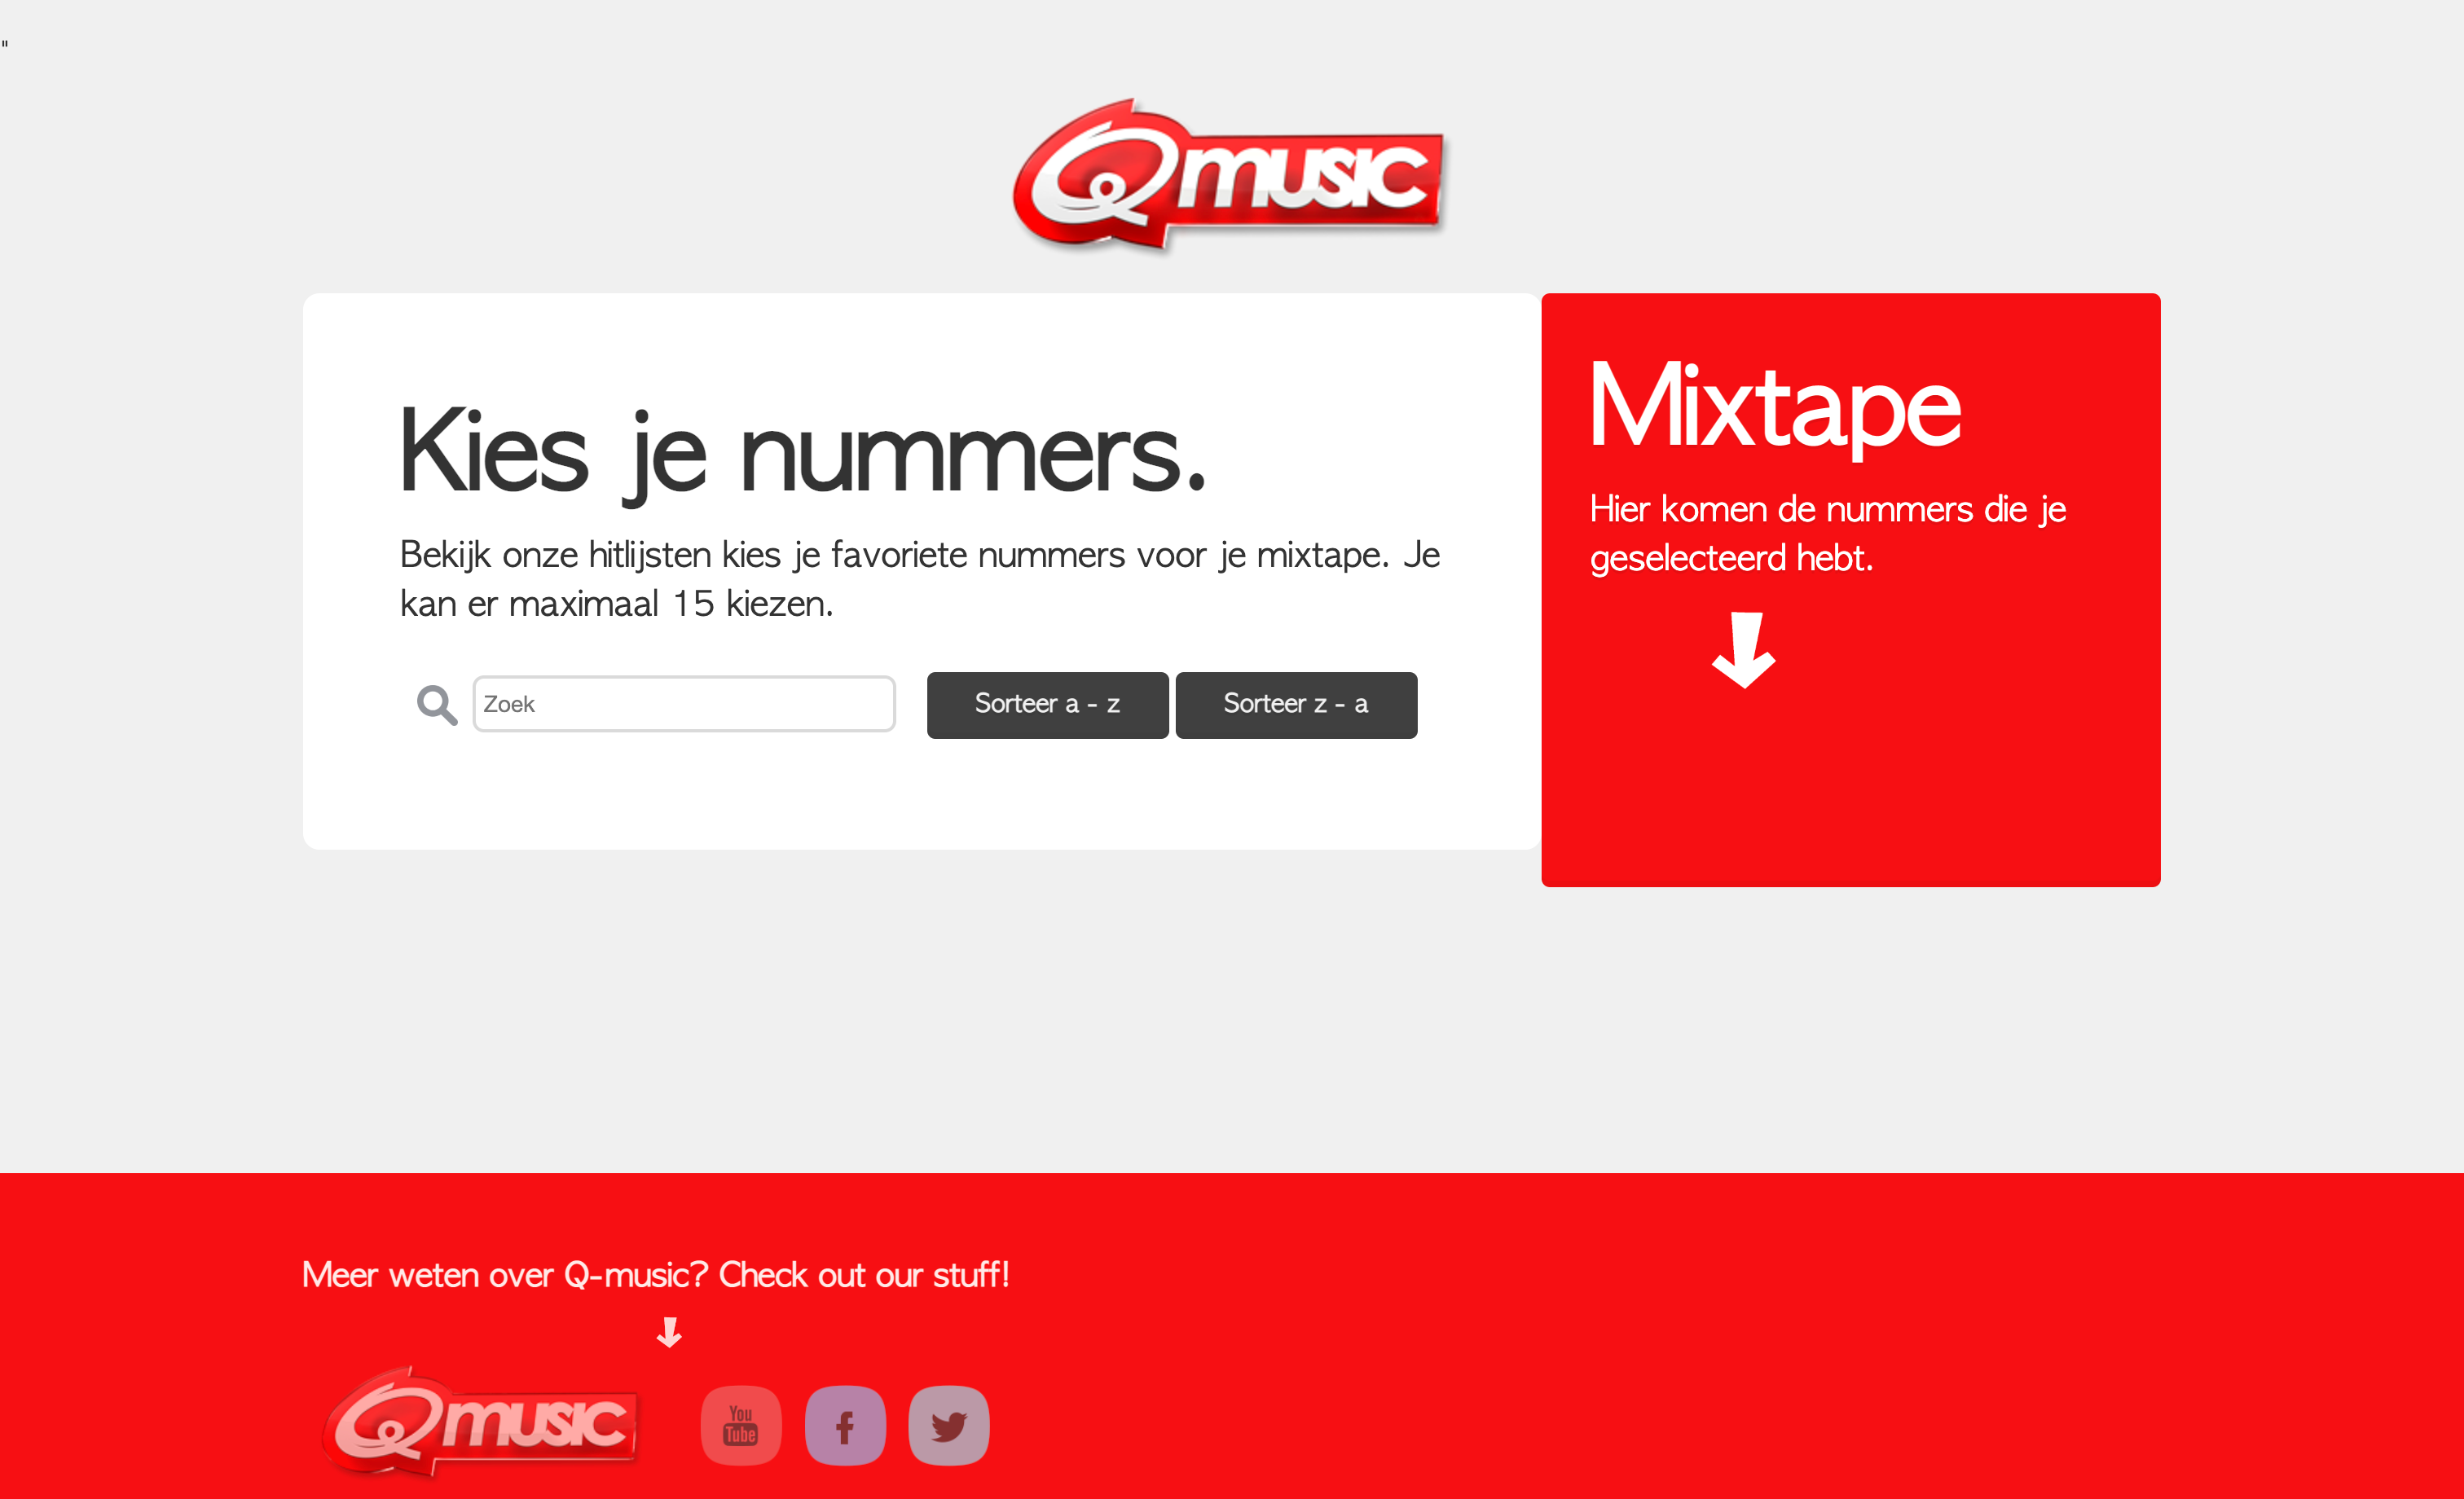 "
Qmusic
Kies je nummers.
Bekijk onze hitlijsten kies je favoriete nummers voor je mixtape. Je
kan er maximaal 15 kiezen.
Zoek
Sorteer a - z
Sorteer z - a
Mixtape
Hier komen de nummers die je
geselecteerd hebt.
Meer weten over Q-music? Check out our stuff!
Qmusic
You
Tube
f